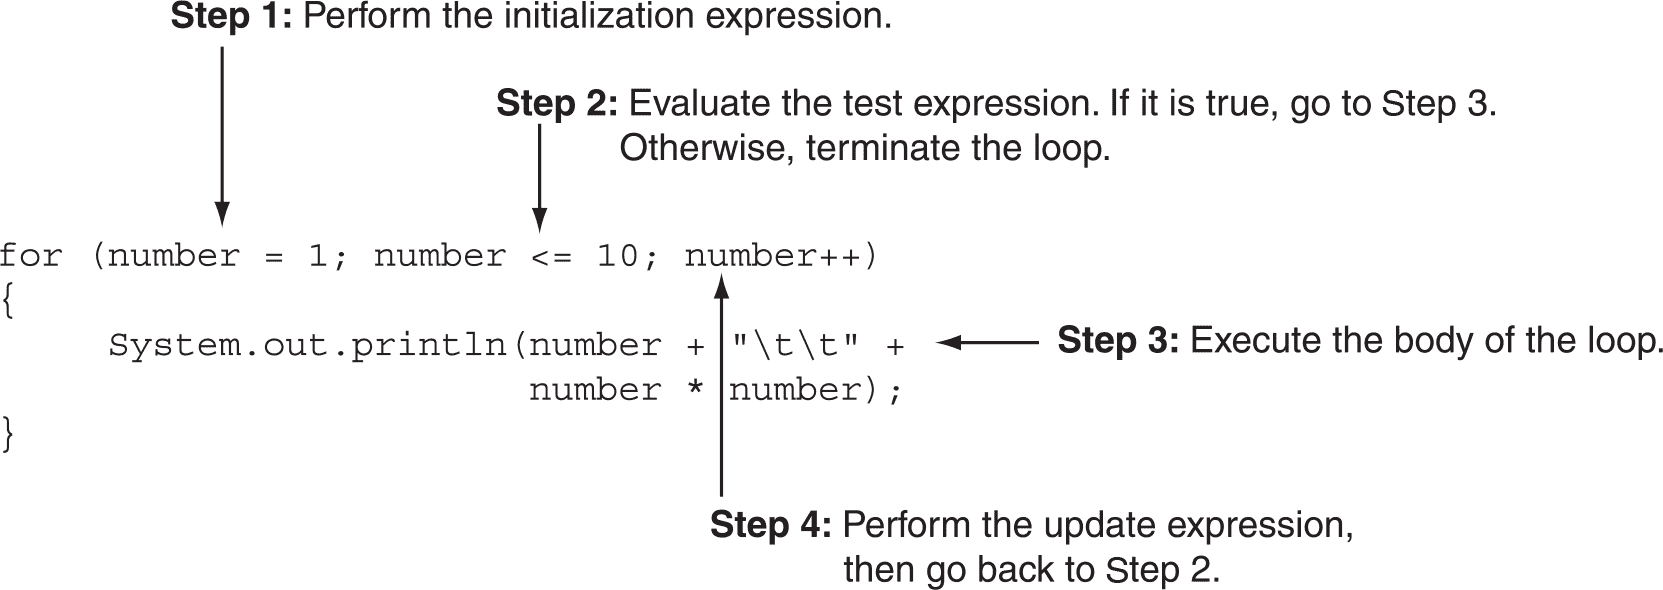 Step 1: Perform the initialization expression.
Step 2: Evaluate the test expression. If it is true, go to Step 3.
Otherwise, terminate the loop.
for (number = 1; number <= 10; number++)
{
System.out.println(number + "\t\t" +
Step 3: Execute the body of the loop.
number * number);
}
Step 4: Perform the update expression,
then go back to Step 2.